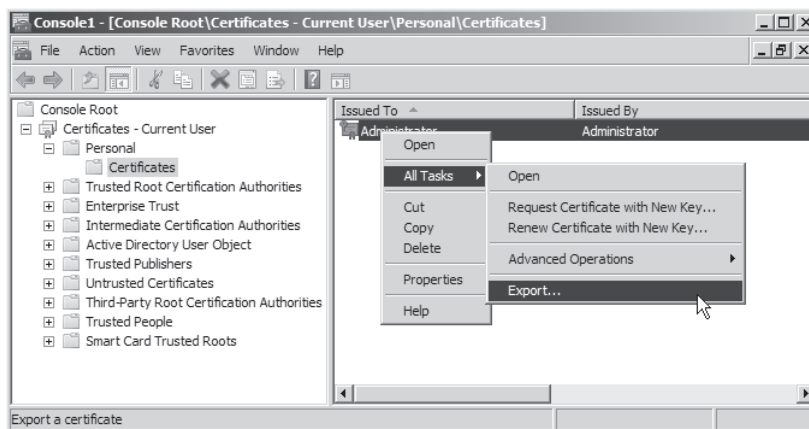 Console1 - [Console Root\Certificates - Current User\Personal\Certificates]
File Action View Favorites Window Help
Console Root
Certificates - Current User
Personal
Certificates
Trusted Root Certification Authorities
Enterprise Trust
Intermediate Certification Authorities
Active Directory User Object
Trusted Publishers
Untrusted Certificates
Third-Party Root Certification Authorities
Trusted People
Smart Card Trusted Roots
Issued To Issued By
Administrator Administrator
Open
All Tasks
Cut
Copy
Delete
Properties
Help
Open
Request Certificate with New Key...
Renew Certificate with New Key...
Advanced Operations
Export...
Export a certificate